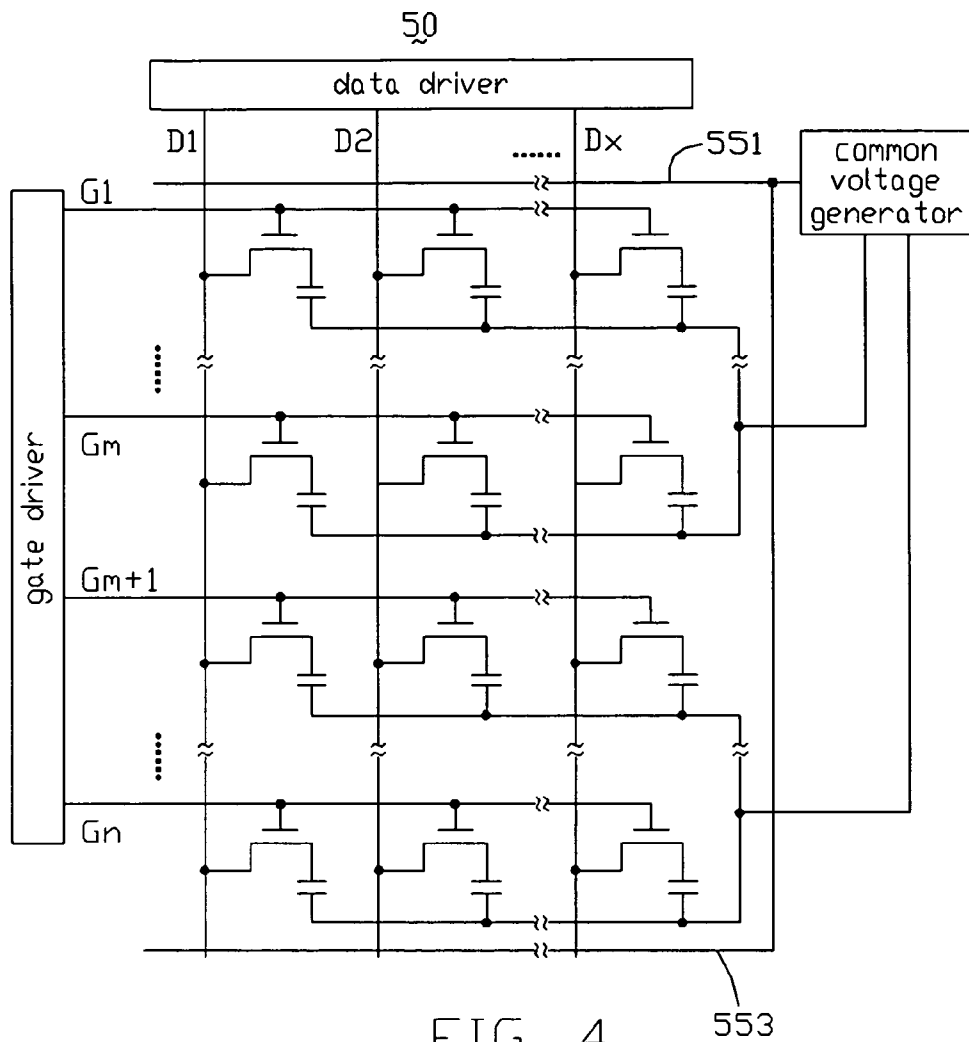 50
data driver
D1 D2 ...... Dx
551
common
voltage
generator
G1
......
Gm
gate driver
Gm+1
......
Gn
553
FIG. 4